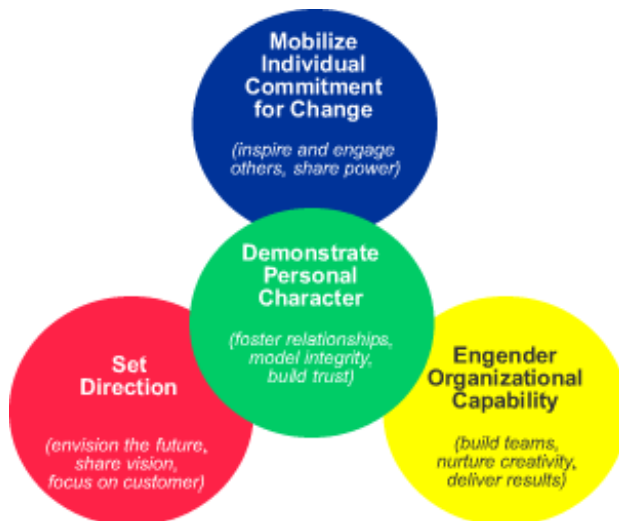 Mobilize
Individual
Commitment
for Change
(inspire and engage
others, share power)
Demonstrate
Personal
Character
(foster relationships,
model integrity,
build trust)
Set
Direction
(envision the future,
share vision,
focus on customer)
Engender
Organizational
Capability
(build teams,
nurture creativity,
deliver results)